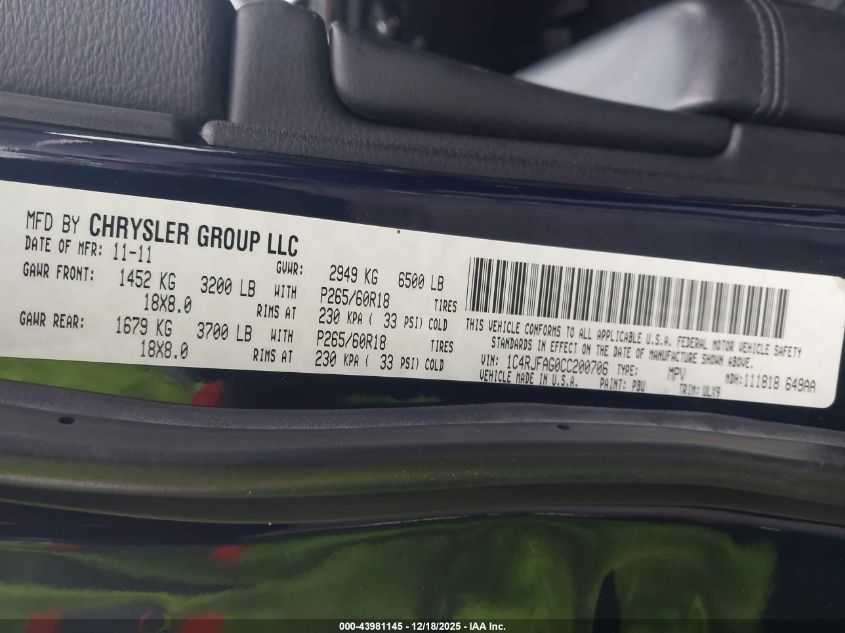 MFD BY CHRYSLER GROUP LLC
DATE OF MFR: 11-11 GVWR: 2949 KG 6500 LB
GAWR FRONT: 1452 KG 3200 LB WITH P265/60R18 TIRES
18X8.0 RIMS AT 230 KPA ( 33 PSI) COLD
GAWR REAR: 1679 KG 3700 LB WITH P265/60R18 TIRES
18X8.0 RIMS AT 230 KPA ( 33 PSI) COLD
THIS VEHICLE CONFORMS TO ALL APPLICABLE U.S.A. FEDERAL MOTOR VEHICLE SAFETY
STANDARDS IN EFFECT ON THE DATE OF MANUFACTURE SHOWN ABOVE.
VIN: 1C4RJFAG0CC200706 TYPE: MPV MDH: 111818 649AA
VEHICLE MADE IN U.S.A. PAINT: PBU TRIM: ULX9
000-43981145 - 12/18/2025 - IAA Inc.